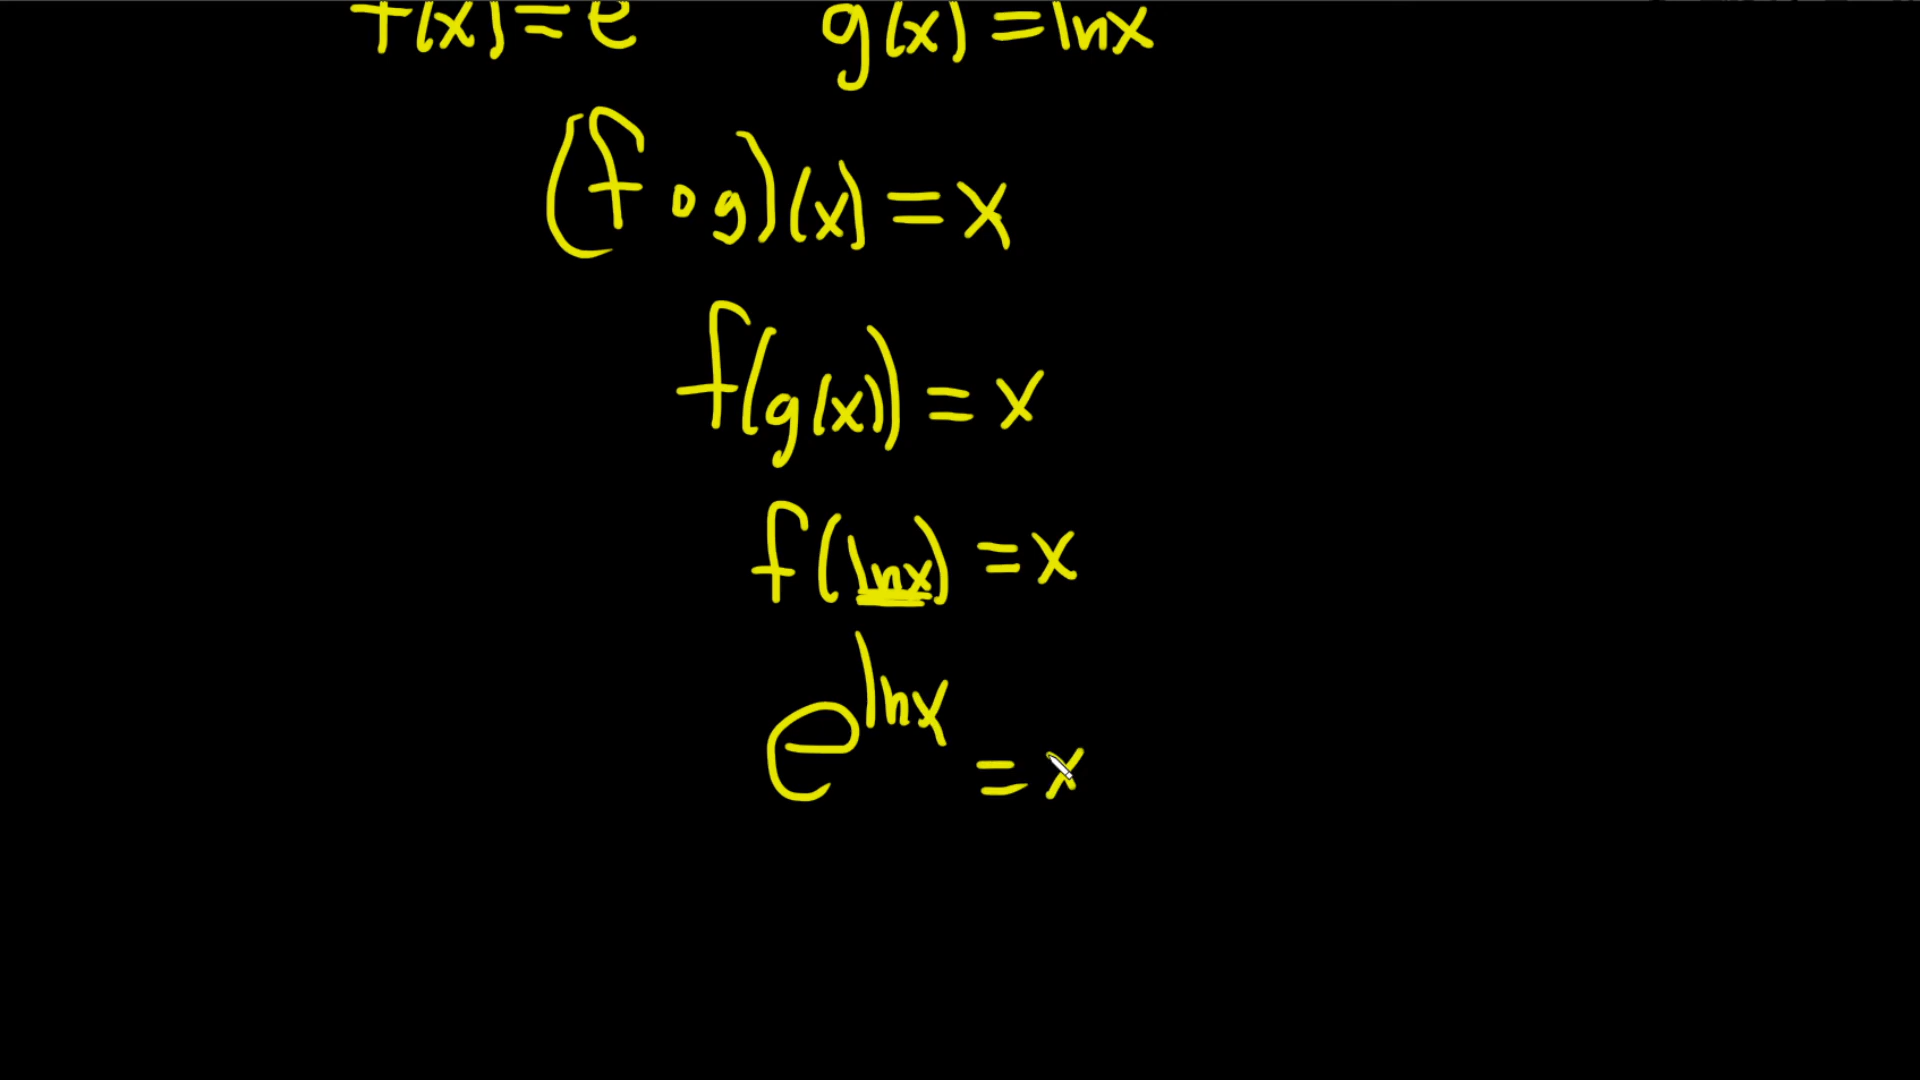 f(x) = e g(x) = lnx
(f o g)(x) = x
f(g(x)) = x
f(lnx) = x
e^lnx = x